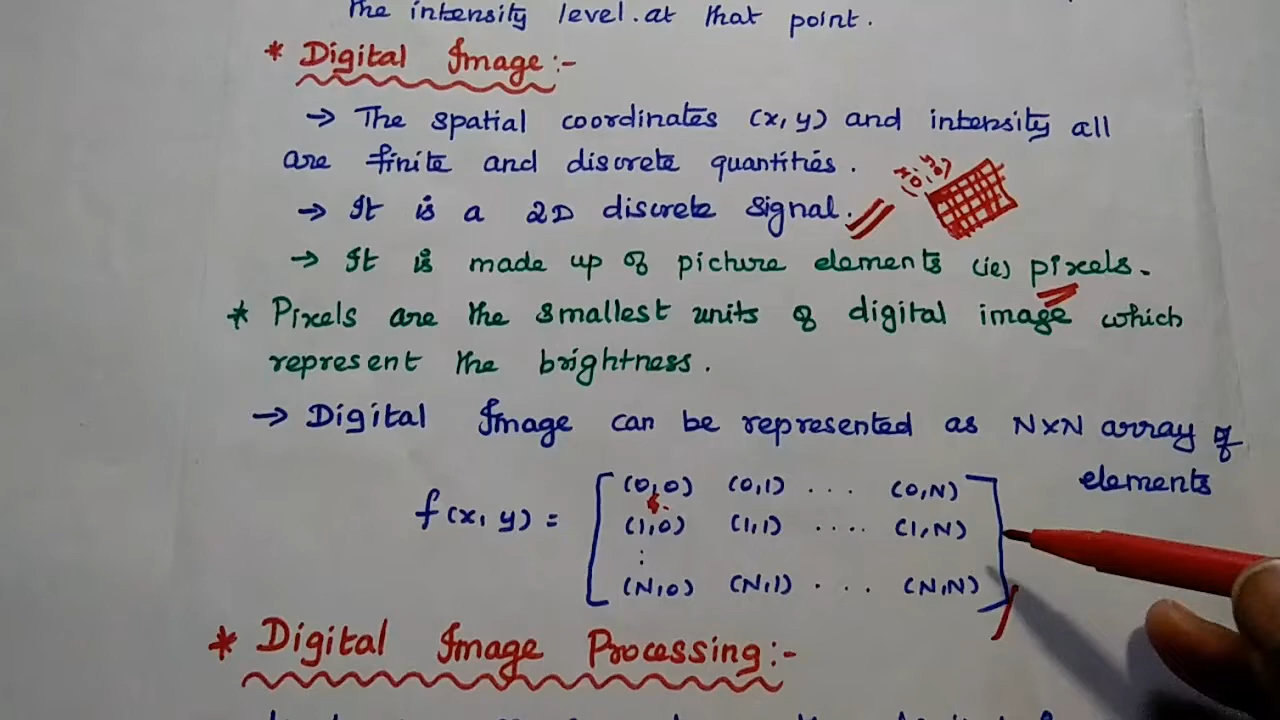 the intensity level. at that point.
* Digital Image:-
→ The spatial coordinates (x, y) and intensity all
are finite and discrete quantities.
x, y
(0,0)
→ It is a 2D discrete signal.
→ It is made up of picture elements (ie) pixels.
* Pixels are the smallest units of digital image which
represent the brightness.
→ Digital Image can be represented as N×N array of
elements
f(x, y) = [ (0,0) (0,1) . ... (0,N)
(1,0) (1,1) .... (1,N)
⋮
(N,0) (N,1) . ... (N,N) ]
* Digital Image Processing:-